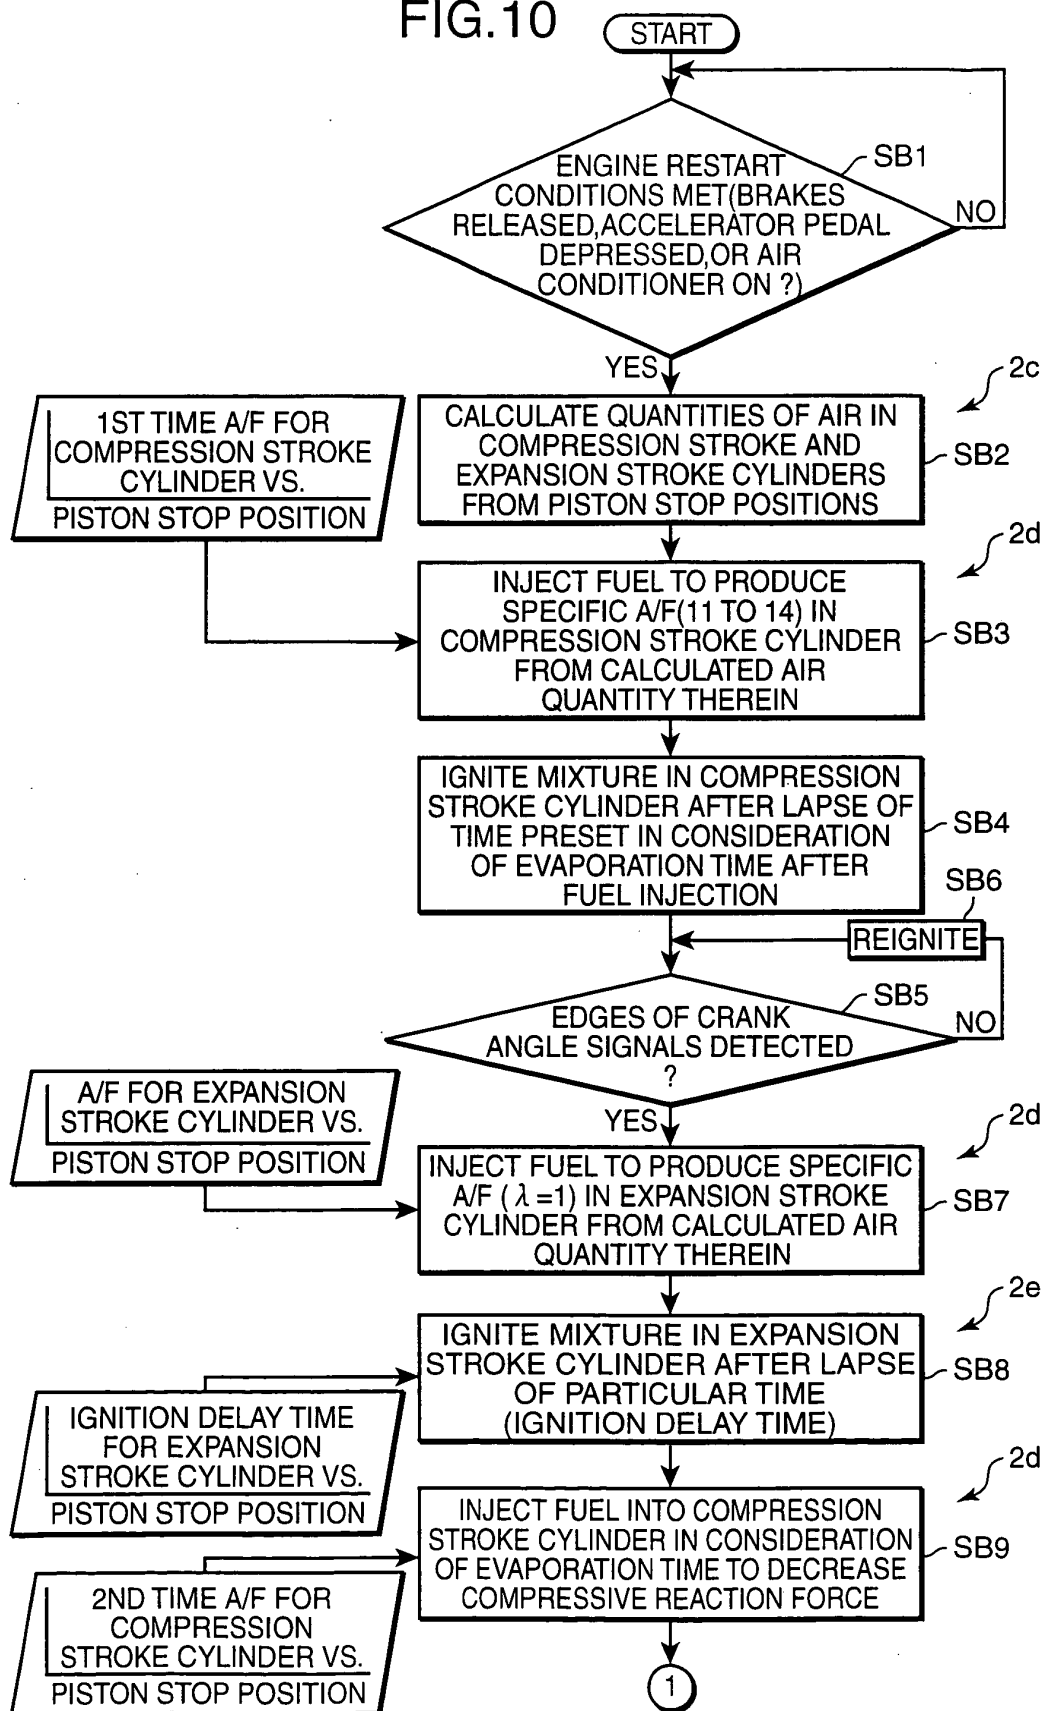 FIG.10
START
ENGINE RESTART
CONDITIONS MET(BRAKES
RELEASED,ACCELERATOR PEDAL
DEPRESSED,OR AIR
CONDITIONER ON ?)
SB1
NO
YES
2c
1ST TIME A/F FOR
COMPRESSION STROKE
CYLINDER VS.
PISTON STOP POSITION
CALCULATE QUANTITIES OF AIR IN
COMPRESSION STROKE AND
EXPANSION STROKE CYLINDERS
FROM PISTON STOP POSITIONS
SB2
2d
INJECT FUEL TO PRODUCE
SPECIFIC A/F(11 TO 14) IN
COMPRESSION STROKE CYLINDER
FROM CALCULATED AIR
QUANTITY THEREIN
SB3
IGNITE MIXTURE IN COMPRESSION
STROKE CYLINDER AFTER LAPSE OF
TIME PRESET IN CONSIDERATION
OF EVAPORATION TIME AFTER
FUEL INJECTION
SB4
SB6
REIGNITE
SB5
EDGES OF CRANK
ANGLE SIGNALS DETECTED
?
NO
YES
A/F FOR EXPANSION
STROKE CYLINDER VS.
PISTON STOP POSITION
2d
INJECT FUEL TO PRODUCE SPECIFIC
A/F ( λ =1) IN EXPANSION STROKE
CYLINDER FROM CALCULATED AIR
QUANTITY THEREIN
SB7
2e
IGNITE MIXTURE IN EXPANSION
STROKE CYLINDER AFTER LAPSE
OF PARTICULAR TIME
(IGNITION DELAY TIME)
SB8
IGNITION DELAY TIME
FOR EXPANSION
STROKE CYLINDER VS.
PISTON STOP POSITION
2d
INJECT FUEL INTO COMPRESSION
STROKE CYLINDER IN CONSIDERATION
OF EVAPORATION TIME TO DECREASE
COMPRESSIVE REACTION FORCE
SB9
2ND TIME A/F FOR
COMPRESSION
STROKE CYLINDER VS.
PISTON STOP POSITION
1